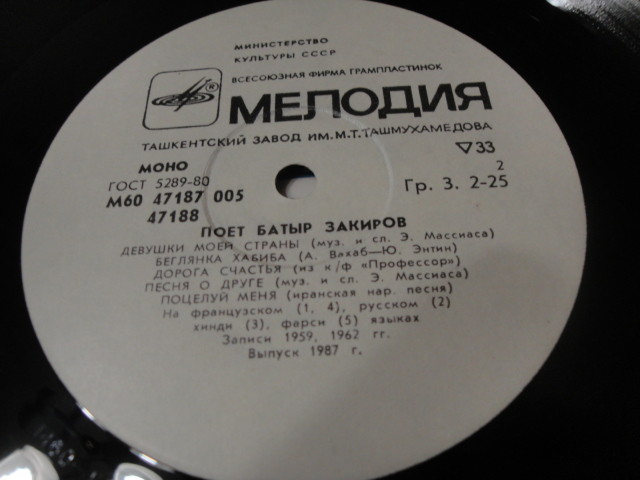 МИНИСТЕРСТВО
КУЛЬТУРЫ СССР
ВСЕСОЮЗНАЯ ФИРМА ГРАМПЛАСТИНОК
®
МЕЛОДИЯ
ТАШКЕНТСКИЙ ЗАВОД ИМ. М. Т. ТАШМУХАМЕДОВА
МОНО
▽33
ГОСТ 5289-80
2
М60 47187 005
Гр. 3. 2-25
47188
ПОЕТ БАТЫР ЗАКИРОВ
ДЕВУШКИ МОЕЙ СТРАНЫ (муз. и сл. Э. Массиаса)
БЕГЛЯНКА ХАБИБА (А. Вахаб—Ю. Энтин)
ДОРОГА СЧАСТЬЯ (из к/ф «Профессор»)
ПЕСНЯ О ДРУГЕ (муз. и сл. Э. Массиаса)
ПОЦЕЛУЙ МЕНЯ (иранская нар. песня)
На французском (1, 4), русском (2)
хинди (3), фарси (5) языках
Записи 1959, 1962 гг.
Выпуск 1987 г.